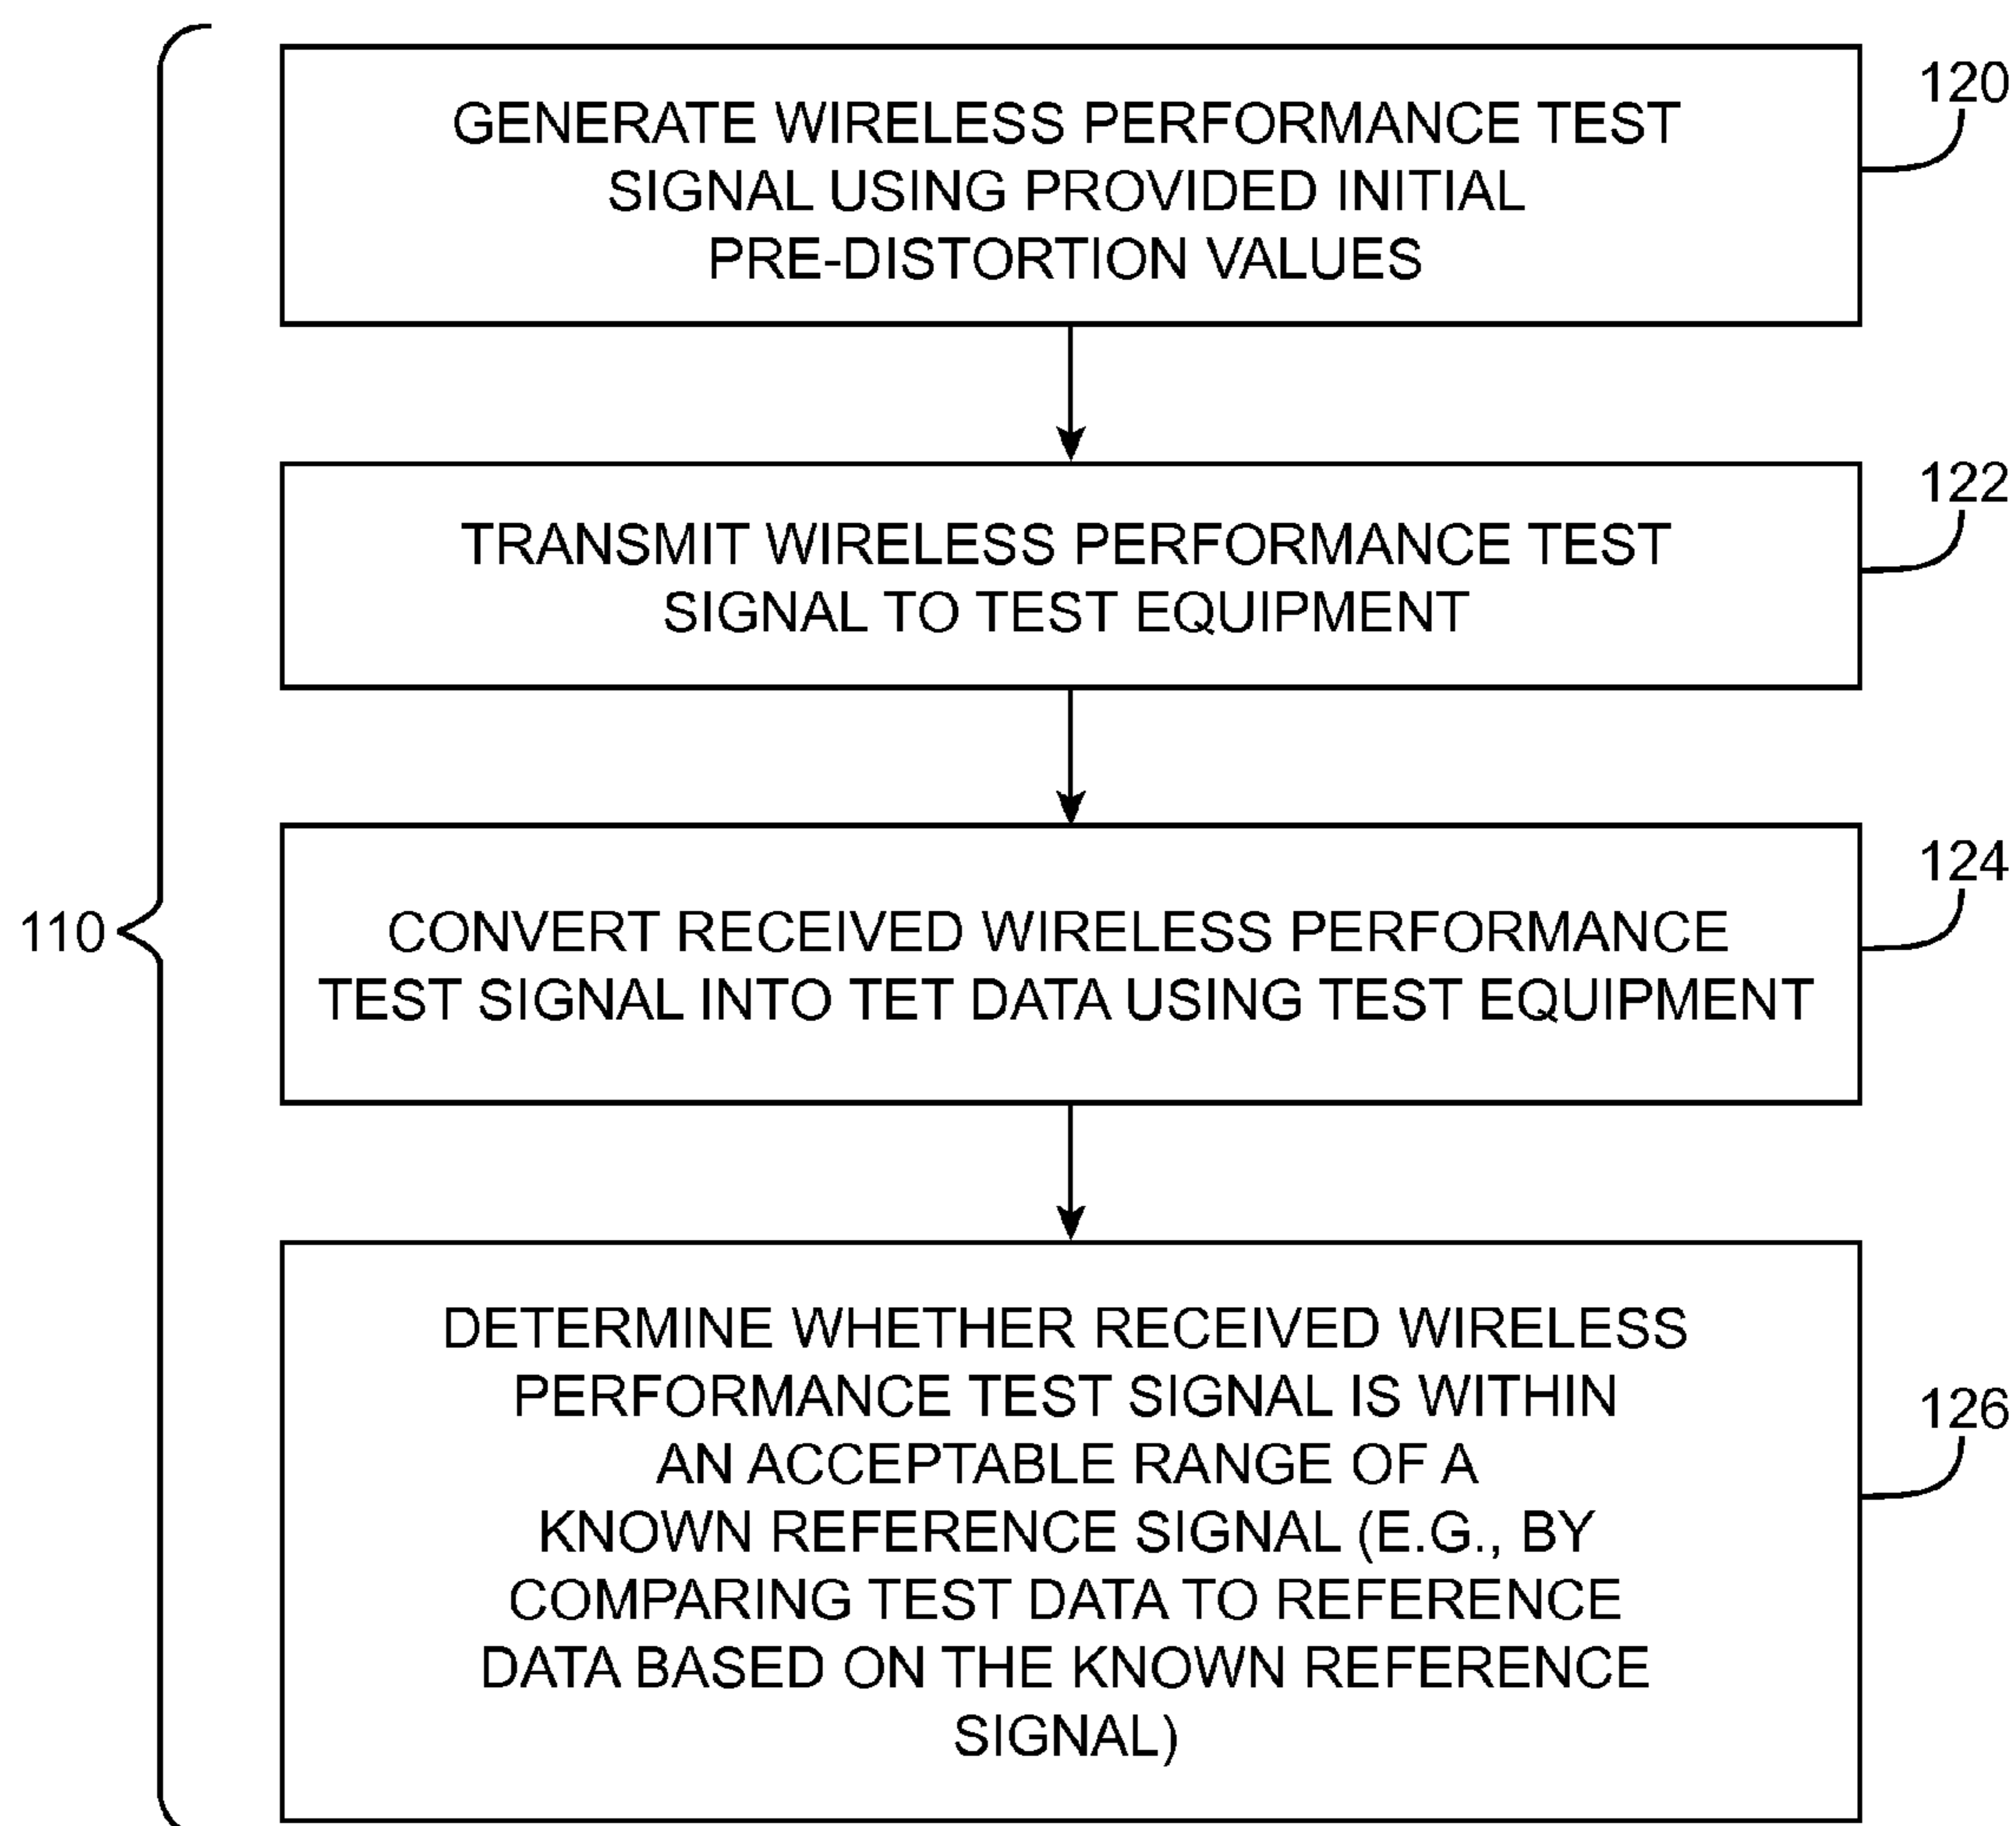 120
GENERATE WIRELESS PERFORMANCE TEST
SIGNAL USING PROVIDED INITIAL
PRE-DISTORTION VALUES
122
TRANSMIT WIRELESS PERFORMANCE TEST
SIGNAL TO TEST EQUIPMENT
124
110
CONVERT RECEIVED WIRELESS PERFORMANCE
TEST SIGNAL INTO TET DATA USING TEST EQUIPMENT
DETERMINE WHETHER RECEIVED WIRELESS
PERFORMANCE TEST SIGNAL IS WITHIN
126
AN ACCEPTABLE RANGE OF A
KNOWN REFERENCE SIGNAL (E.G., BY
COMPARING TEST DATA TO REFERENCE
DATA BASED ON THE KNOWN REFERENCE
SIGNAL)